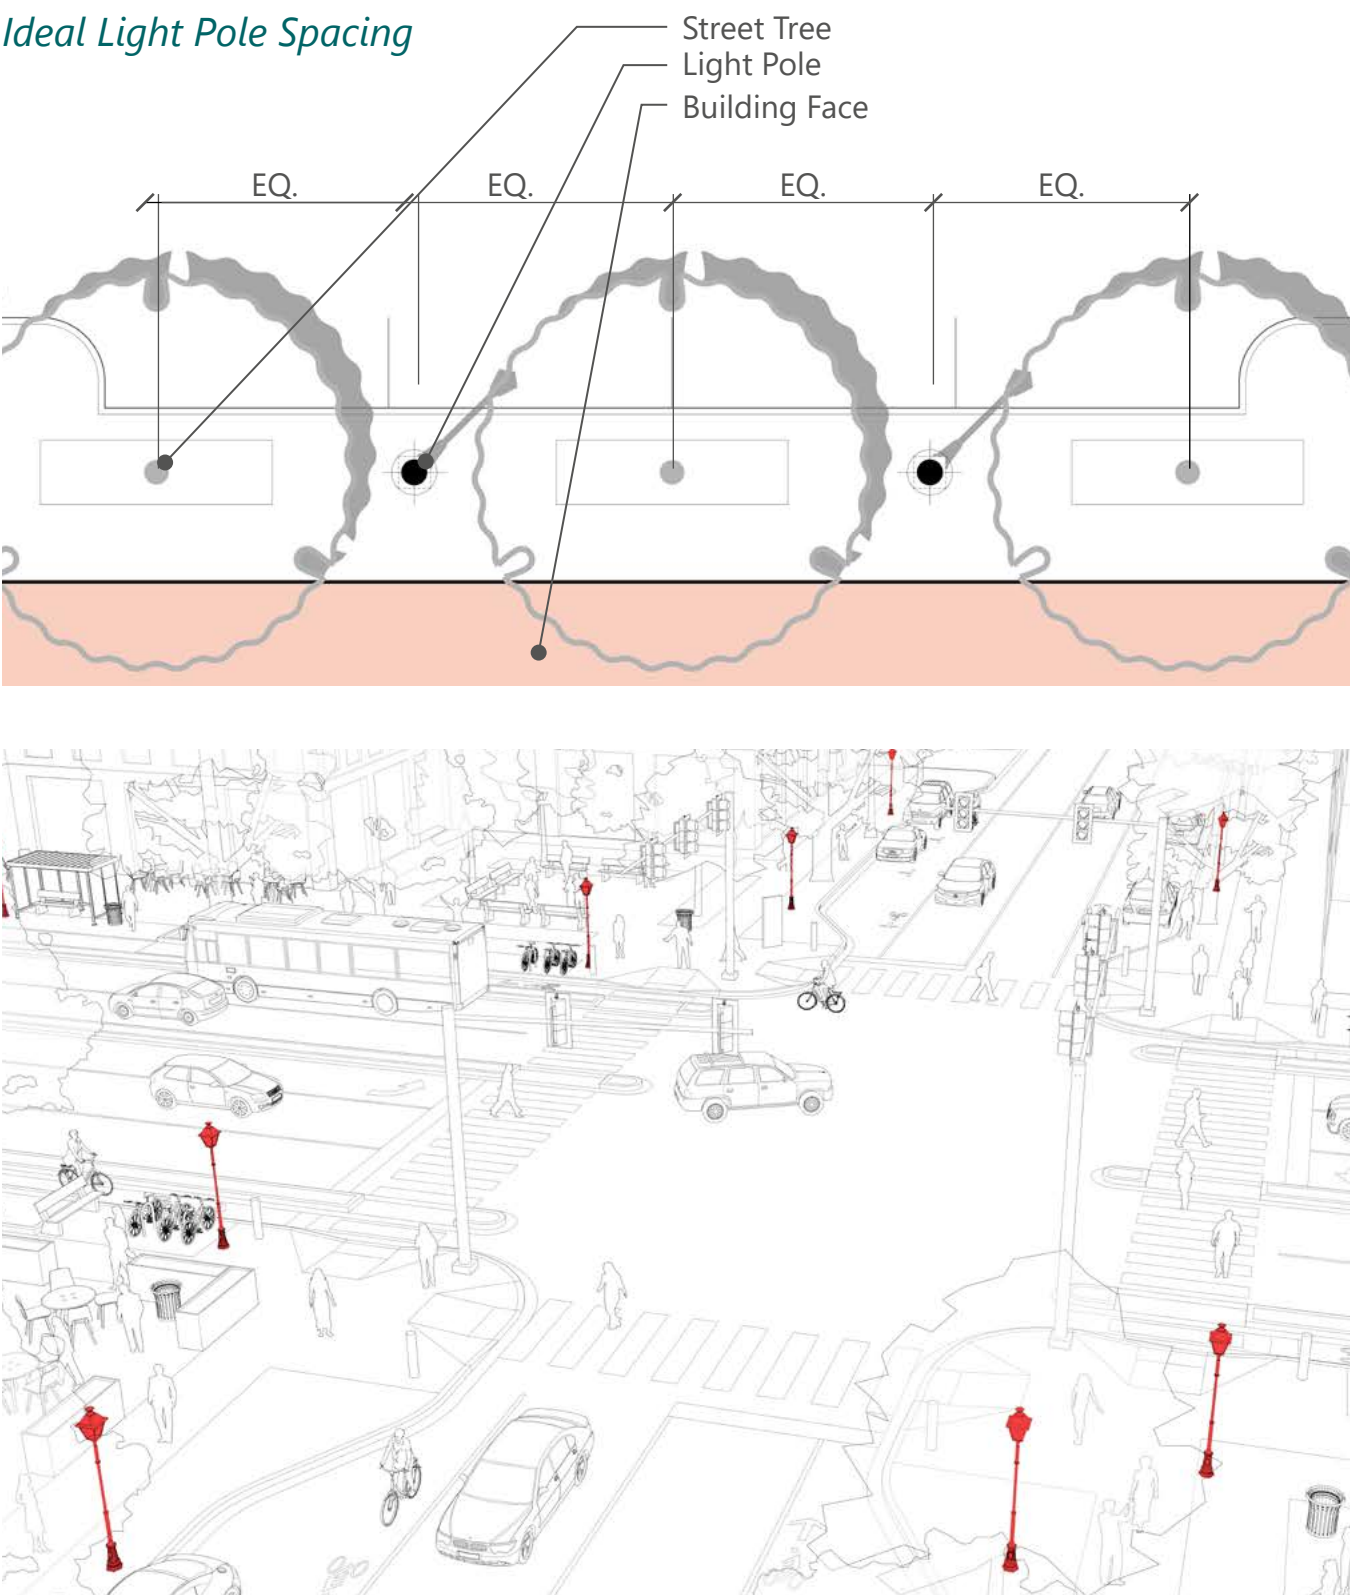 Ideal Light Pole Spacing
Street Tree
Light Pole
Building Face
EQ. EQ. EQ. EQ.